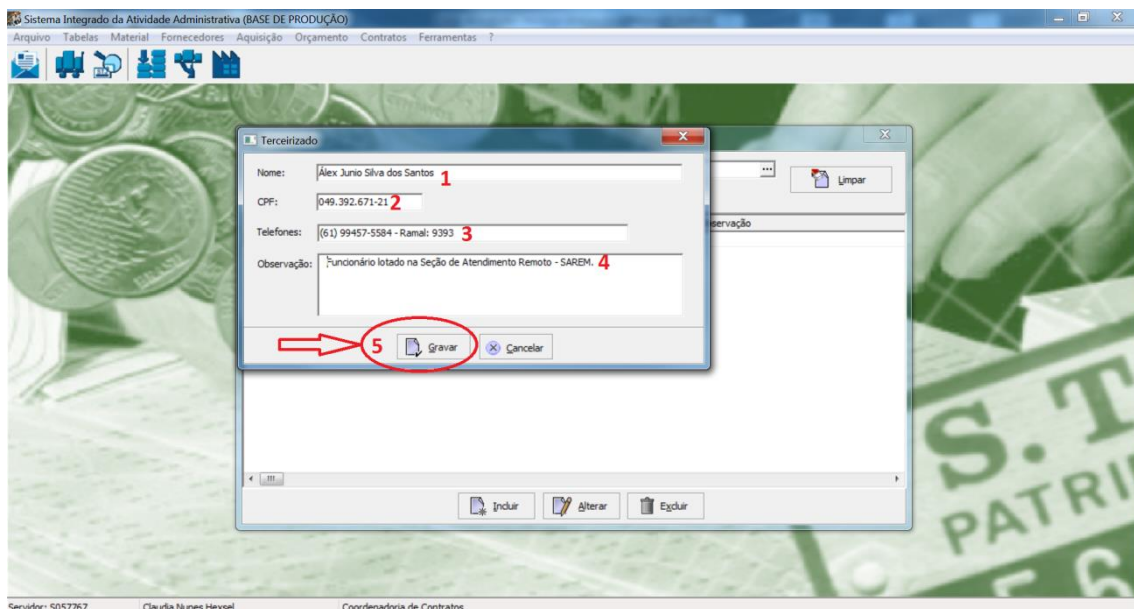 Sistema Integrado da Atividade Administrativa (BASE DE PRODUÇÃO)
Arquivo Tabelas Material Fornecedores Aquisição Orçamento Contratos Ferramentas ?
Terceirizado
Nome: Álex Junio Silva dos Santos 1
CPF: 049.392.671-21 2
Telefones: (61) 99457-5584 - Ramal: 9393 3
Observação: Funcionário lotado na Seção de Atendimento Remoto - SAREM. 4
5 Gravar Cancelar
... Limpar
servação
Incluir Alterar Excluir
S.T
PATRI
5 6
Servidor: S057767 Claudia Nunes Hexsel Coordenadoria de Contratos